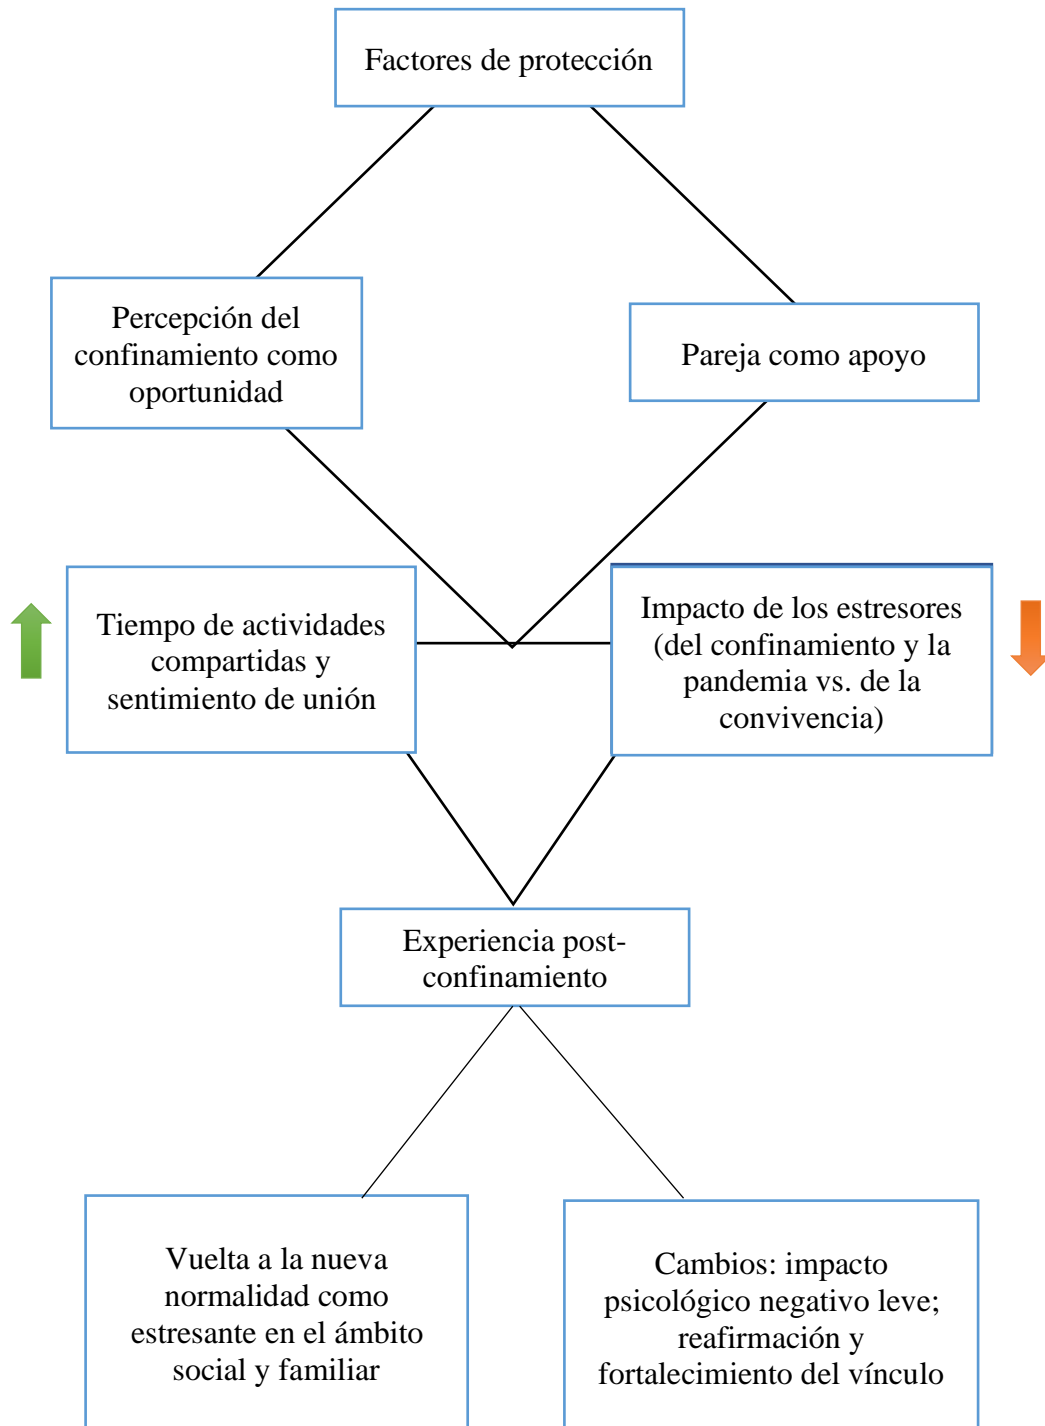 Factores de protección
Percepción del
confinamiento como
oportunidad
Pareja como apoyo
Tiempo de actividades
compartidas y
sentimiento de unión
Impacto de los estresores
(del confinamiento y la
pandemia vs. de la
convivencia)
Experiencia post-
confinamiento
Vuelta a la nueva
normalidad como
estresante en el ámbito
social y familiar
Cambios: impacto
psicológico negativo leve;
reafirmación y
fortalecimiento del vínculo